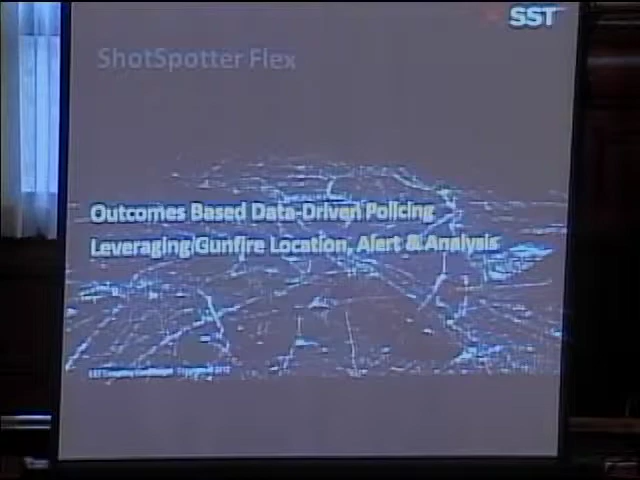 SST
ShotSpotter Flex
Outcomes Based Data-Driven Policing
Leveraging Gunfire Location, Alert & Analysis